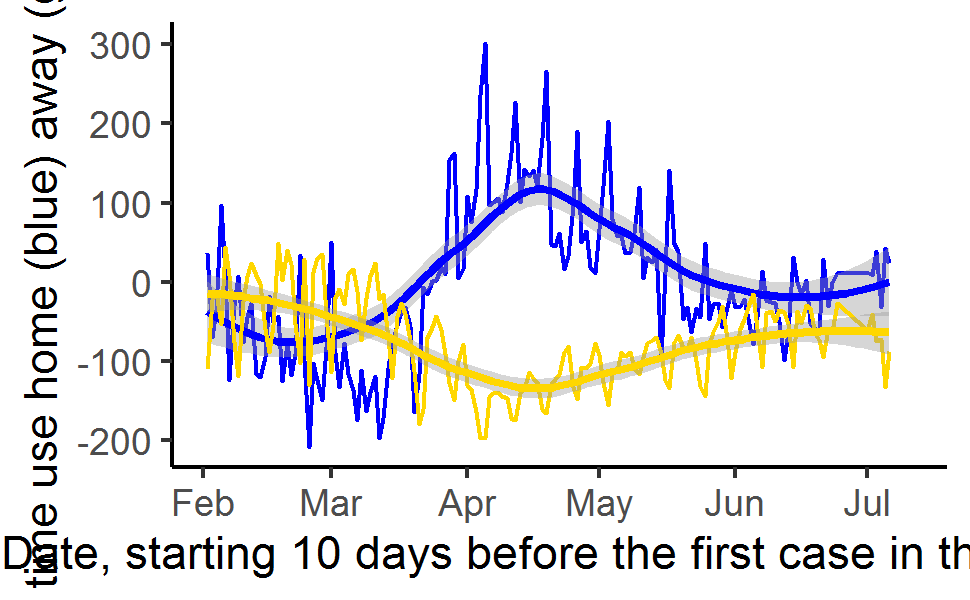 time use home (blue) away (
300
200
100
0
-100
-200
Feb Mar Apr May Jun Jul
Date, starting 10 days before the first case in th